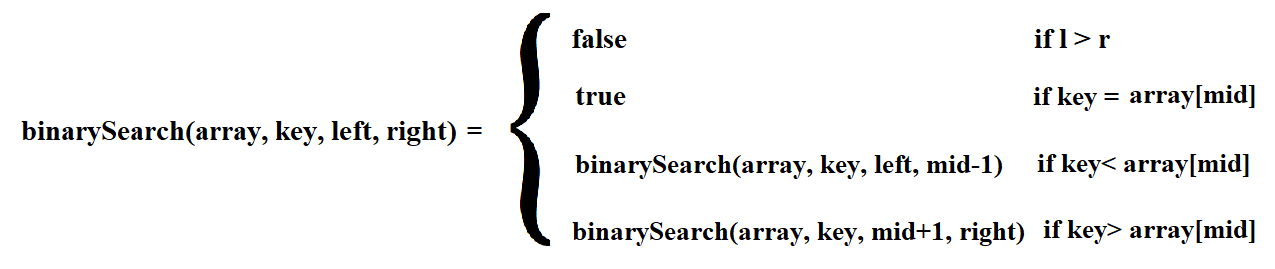 false if l > r
true if key = array[mid]
binarySearch(array, key, left, right) =
binarySearch(array, key, left, mid-1) if key< array[mid]
binarySearch(array, key, mid+1, right) if key> array[mid]